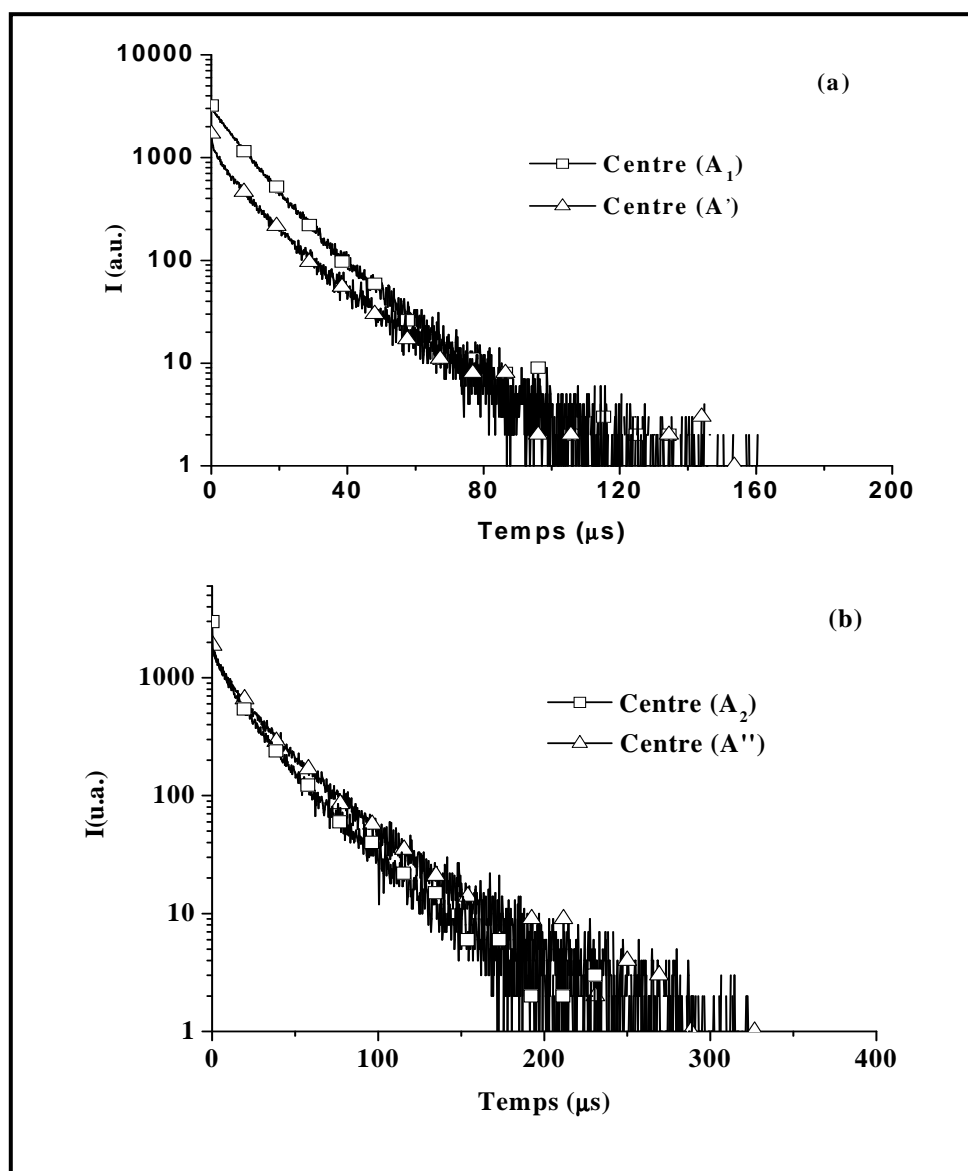 (a)
10000
1000
100
10
1
I (a.u.)
Centre (A₁)
Centre (A')
0 40 80 120 160 200
Temps (μs)
(b)
1000
100
10
1
I(u.a.)
Centre (A₂)
Centre (A'')
0 100 200 300 400
Temps (μs)